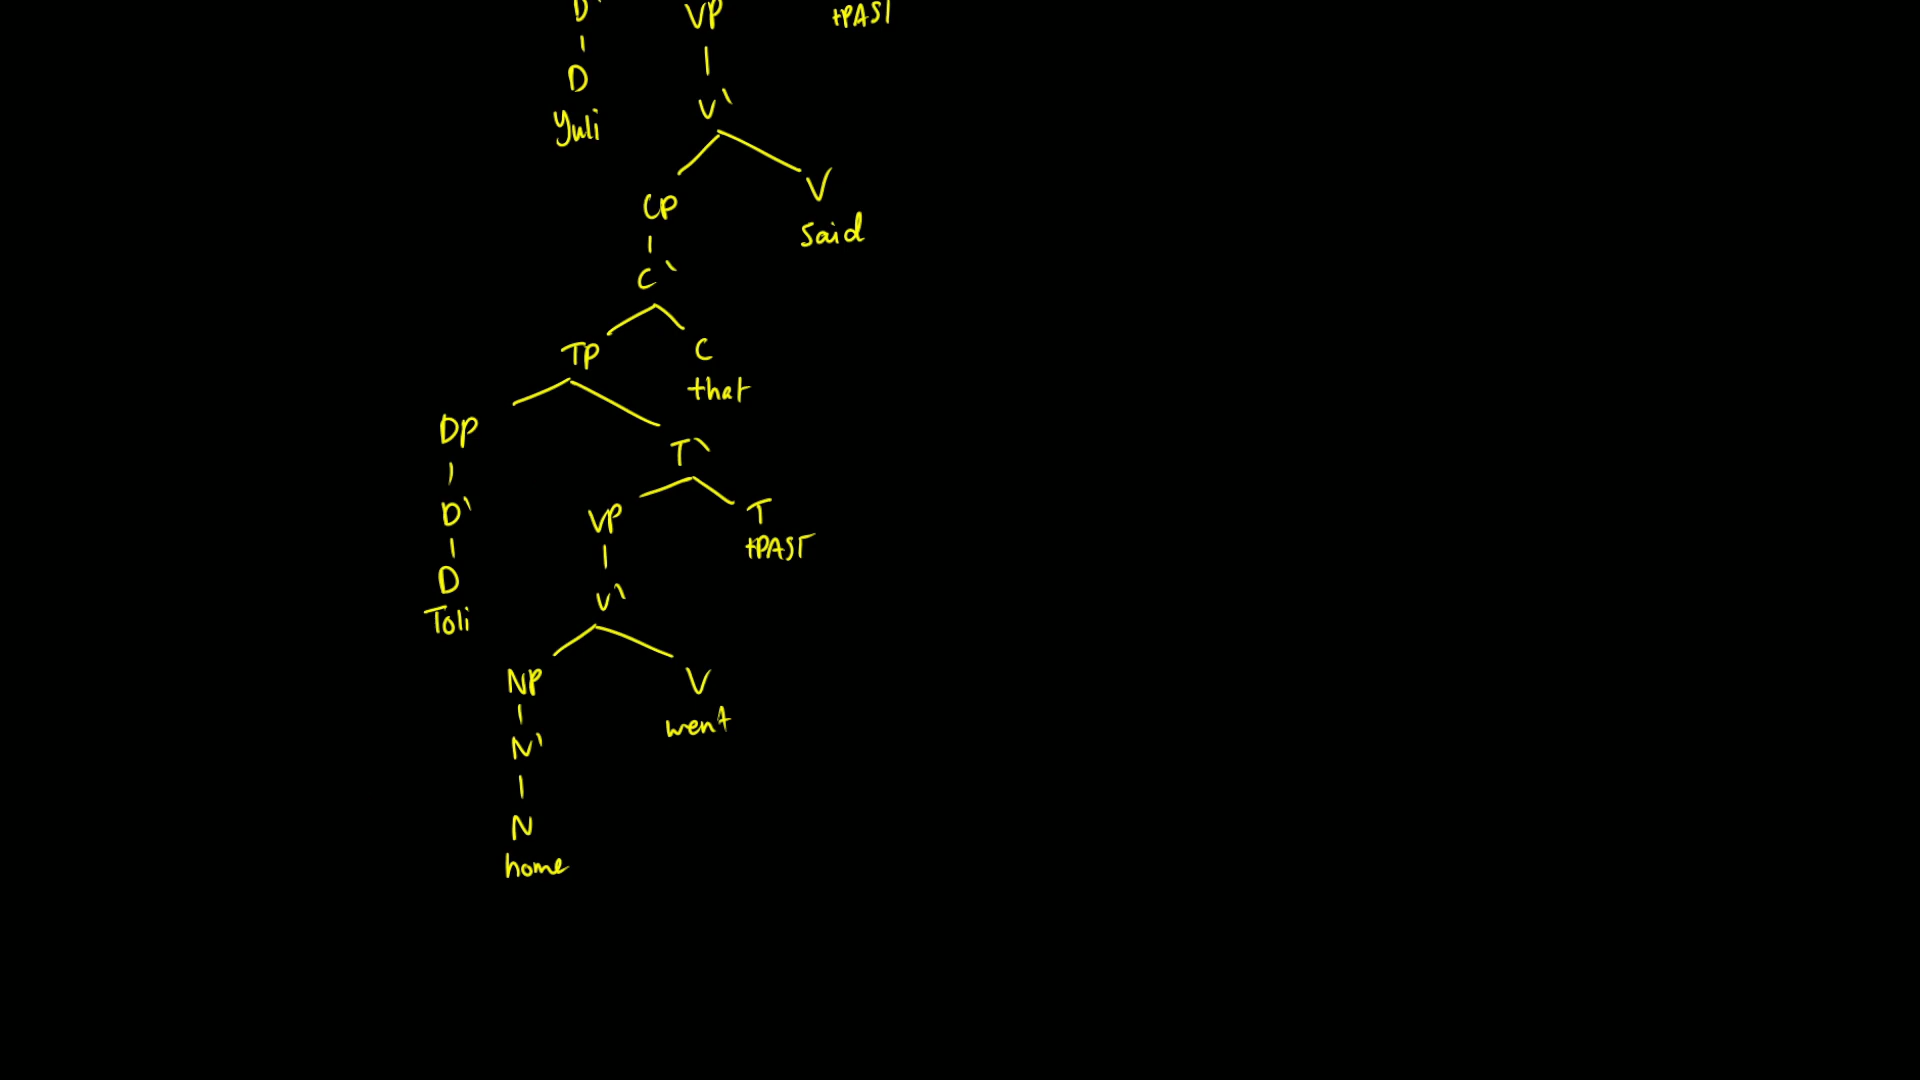 D` VP +PAST
D
Yuli
V`
CP V
said
C`
TP C
that
DP
T`
D` VP T
+PAST
D
V`
Toli
NP V
went
N'
N
home